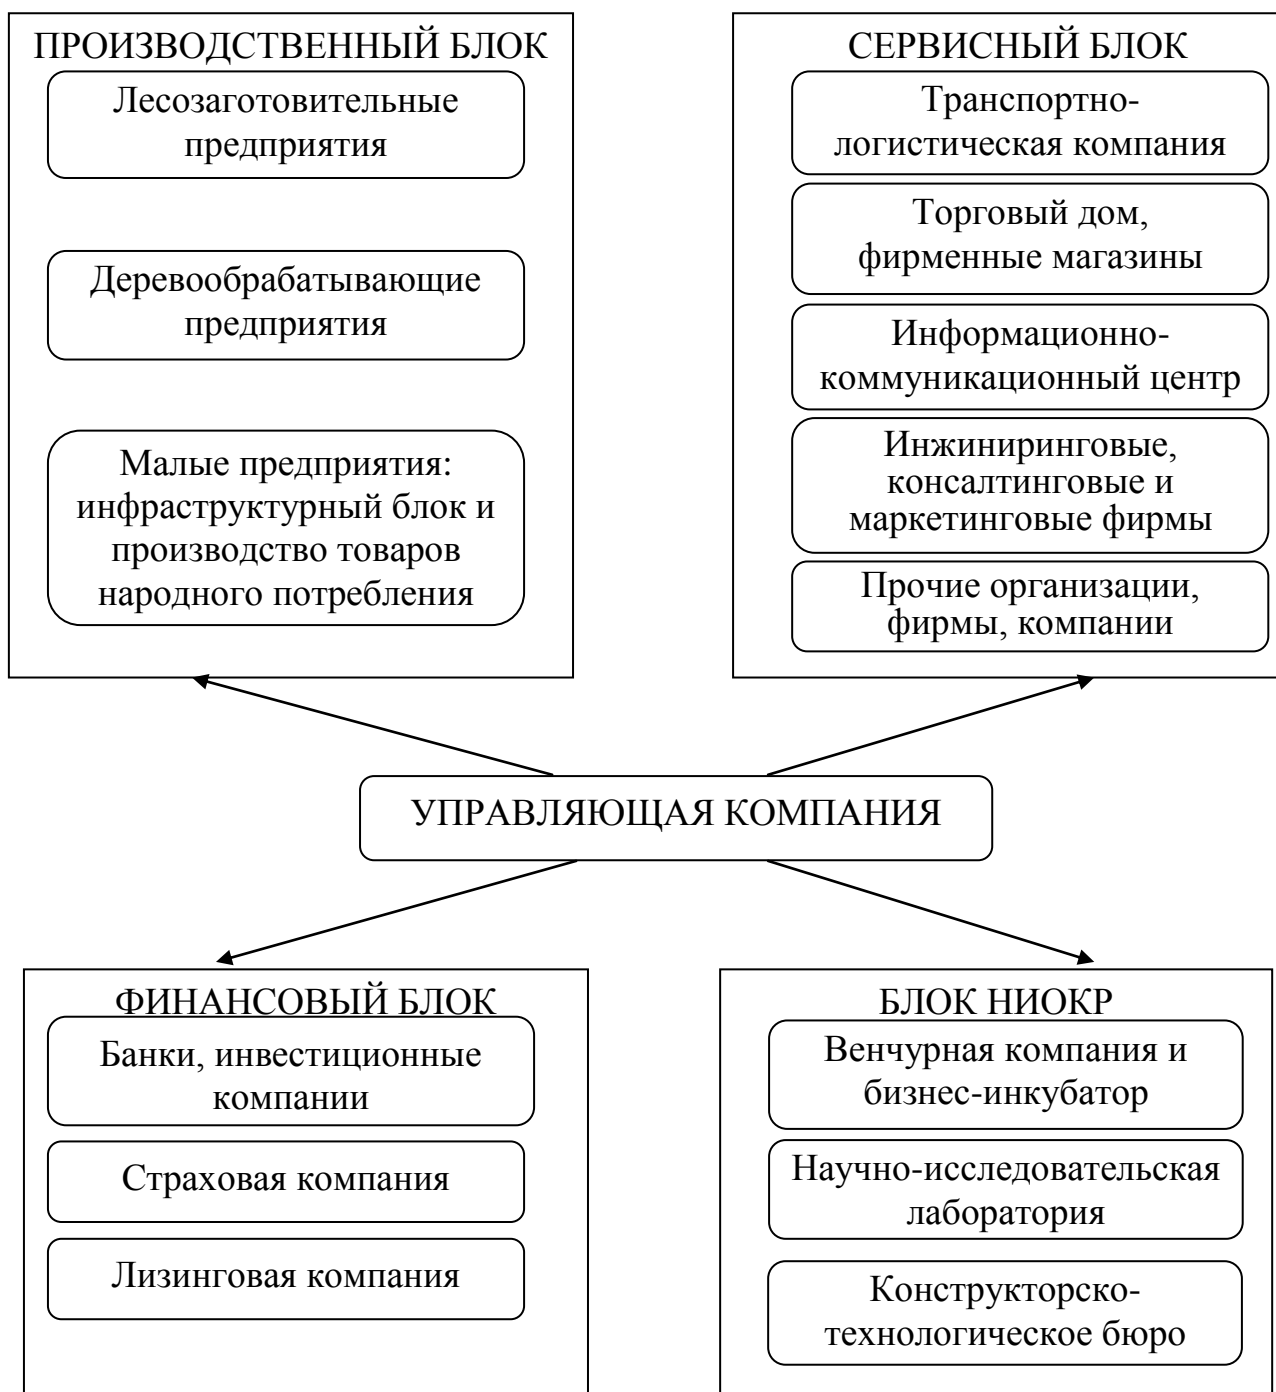 ПРОИЗВОДСТВЕННЫЙ БЛОК
Лесозаготовительные
предприятия
Деревообрабатывающие
предприятия
Малые предприятия:
инфраструктурный блок и
производство товаров
народного потребления
СЕРВИСНЫЙ БЛОК
Транспортно-
логистическая компания
Торговый дом,
фирменные магазины
Информационно-
коммуникационный центр
Инжиниринговые,
консалтинговые и
маркетинговые фирмы
Прочие организации,
фирмы, компании
УПРАВЛЯЮЩАЯ КОМПАНИЯ
ФИНАНСОВЫЙ БЛОК
Банки, инвестиционные
компании
Страховая компания
Лизинговая компания
БЛОК НИОКР
Венчурная компания и
бизнес-инкубатор
Научно-исследовательская
лаборатория
Конструкторско-
технологическое бюро